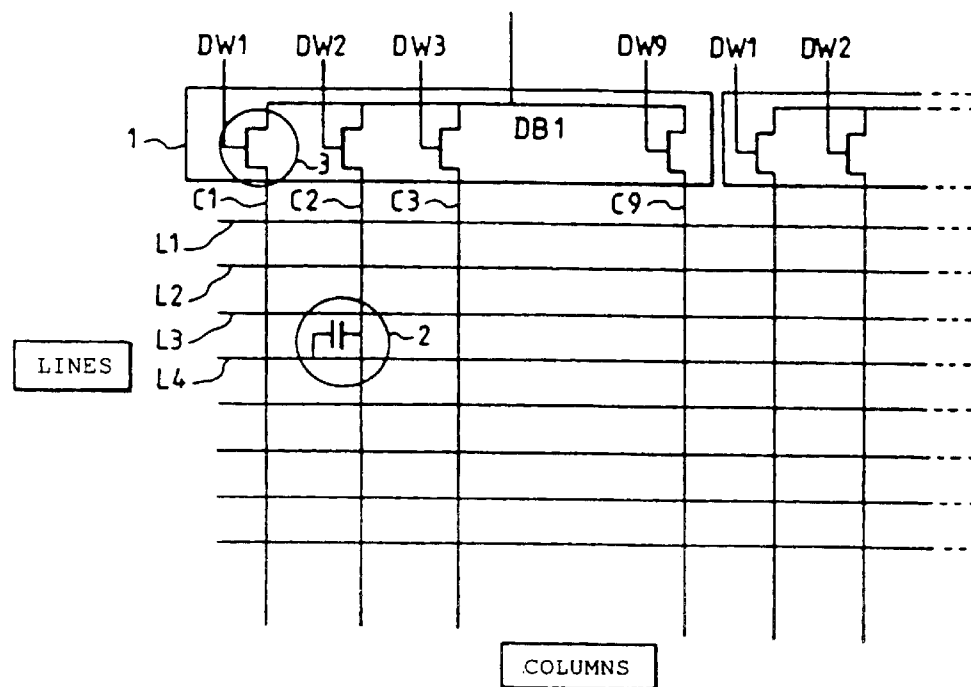 DW1 DW2 DW3 DW9 DW1 DW2
DB1
1 3
C1 C2 C3 C9
L1
L2
L3 2
LINES L4
COLUMNS